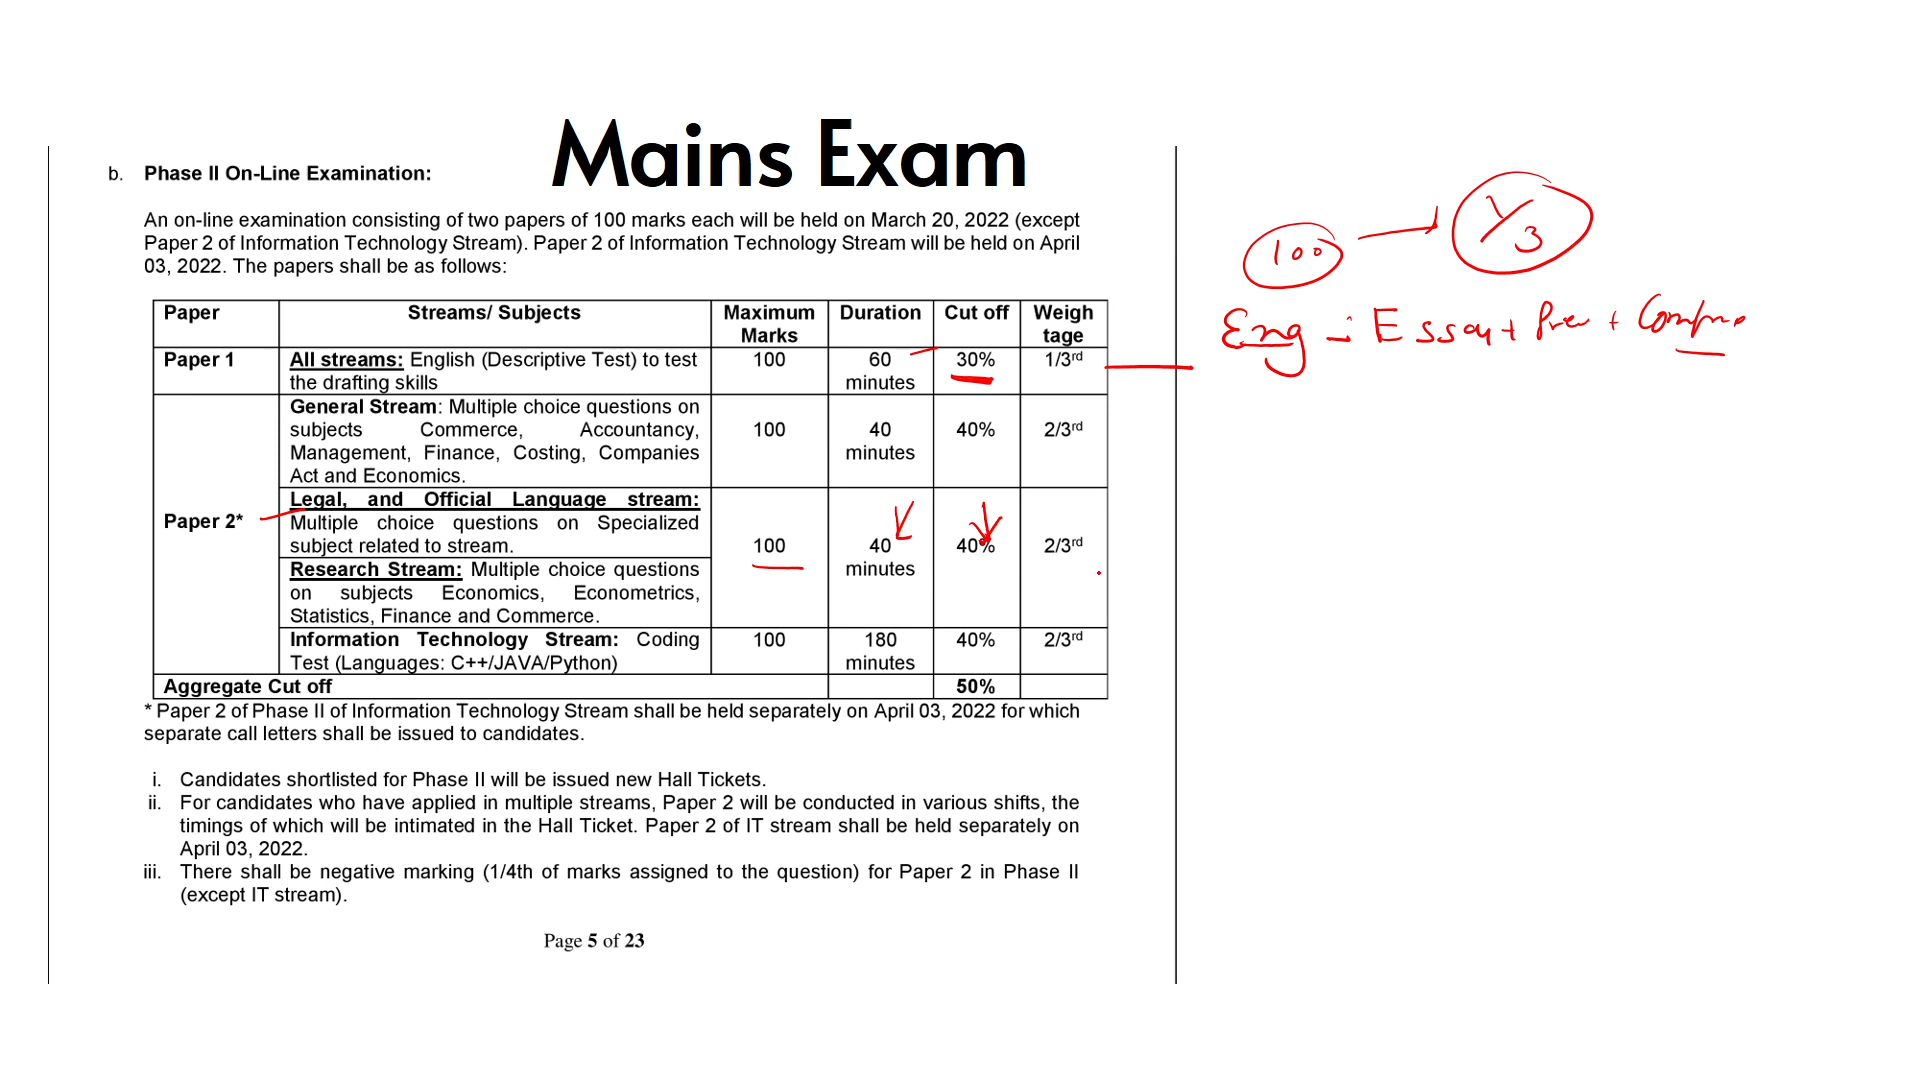 Mains Exam
b. Phase II On-Line Examination:
An on-line examination consisting of two papers of 100 marks each will be held on March 20, 2022 (except
Paper 2 of Information Technology Stream). Paper 2 of Information Technology Stream will be held on April
03, 2022. The papers shall be as follows:
Paper Streams/ Subjects Maximum Marks Duration Cut off Weigh tage
Paper 1 All streams: English (Descriptive Test) to test 100 60 30% 1/3rd
the drafting skills minutes
General Stream: Multiple choice questions on
subjects Commerce, Accountancy, 100 40 40% 2/3rd
Management, Finance, Costing, Companies minutes
Act and Economics.
Legal, and Official Language stream:
Paper 2* Multiple choice questions on Specialized
subject related to stream. 100 40 40% 2/3rd
Research Stream: Multiple choice questions minutes
on subjects Economics, Econometrics,
Statistics, Finance and Commerce.
Information Technology Stream: Coding 100 180 40% 2/3rd
Test (Languages: C++/JAVA/Python) minutes
Aggregate Cut off 50%
* Paper 2 of Phase II of Information Technology Stream shall be held separately on April 03, 2022 for which
separate call letters shall be issued to candidates.
i. Candidates shortlisted for Phase II will be issued new Hall Tickets.
ii. For candidates who have applied in multiple streams, Paper 2 will be conducted in various shifts, the
timings of which will be intimated in the Hall Ticket. Paper 2 of IT stream shall be held separately on
April 03, 2022.
iii. There shall be negative marking (1/4th of marks assigned to the question) for Paper 2 in Phase II
(except IT stream).
Page 5 of 23
100 1/3
Eng : Essay +